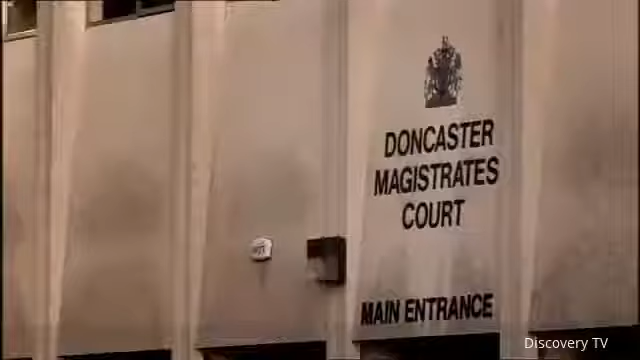 DONCASTER
MAGISTRATES
COURT
MAIN ENTRANCE
Discovery TV